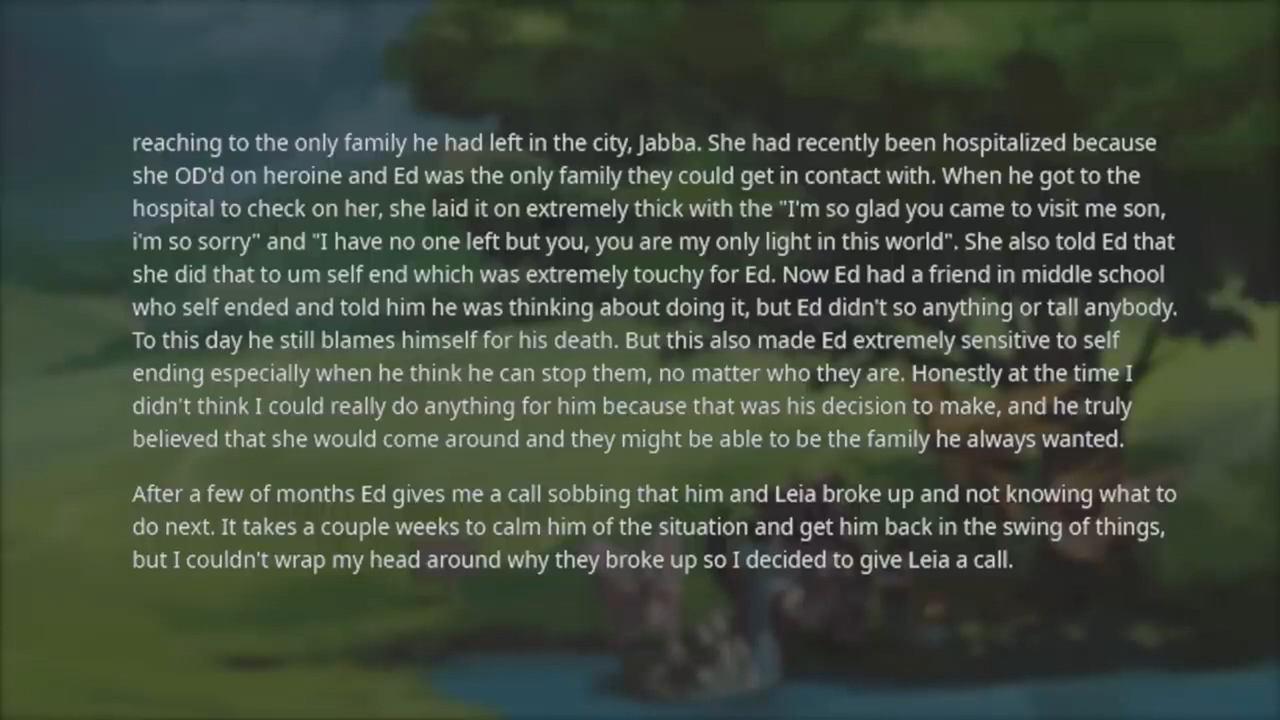 reaching to the only family he had left in the city, Jabba. She had recently been hospitalized because
she OD'd on heroine and Ed was the only family they could get in contact with. When he got to the
hospital to check on her, she laid it on extremely thick with the "I'm so glad you came to visit me son,
i'm so sorry" and "I have no one left but you, you are my only light in this world". She also told Ed that
she did that to um self end which was extremely touchy for Ed. Now Ed had a friend in middle school
who self ended and told him he was thinking about doing it, but Ed didn't so anything or tall anybody.
To this day he still blames himself for his death. But this also made Ed extremely sensitive to self
ending especially when he think he can stop them, no matter who they are. Honestly at the time I
didn't think I could really do anything for him because that was his decision to make, and he truly
believed that she would come around and they might be able to be the family he always wanted.
After a few of months Ed gives me a call sobbing that him and Leia broke up and not knowing what to
do next. It takes a couple weeks to calm him of the situation and get him back in the swing of things,
but I couldn't wrap my head around why they broke up so I decided to give Leia a call.